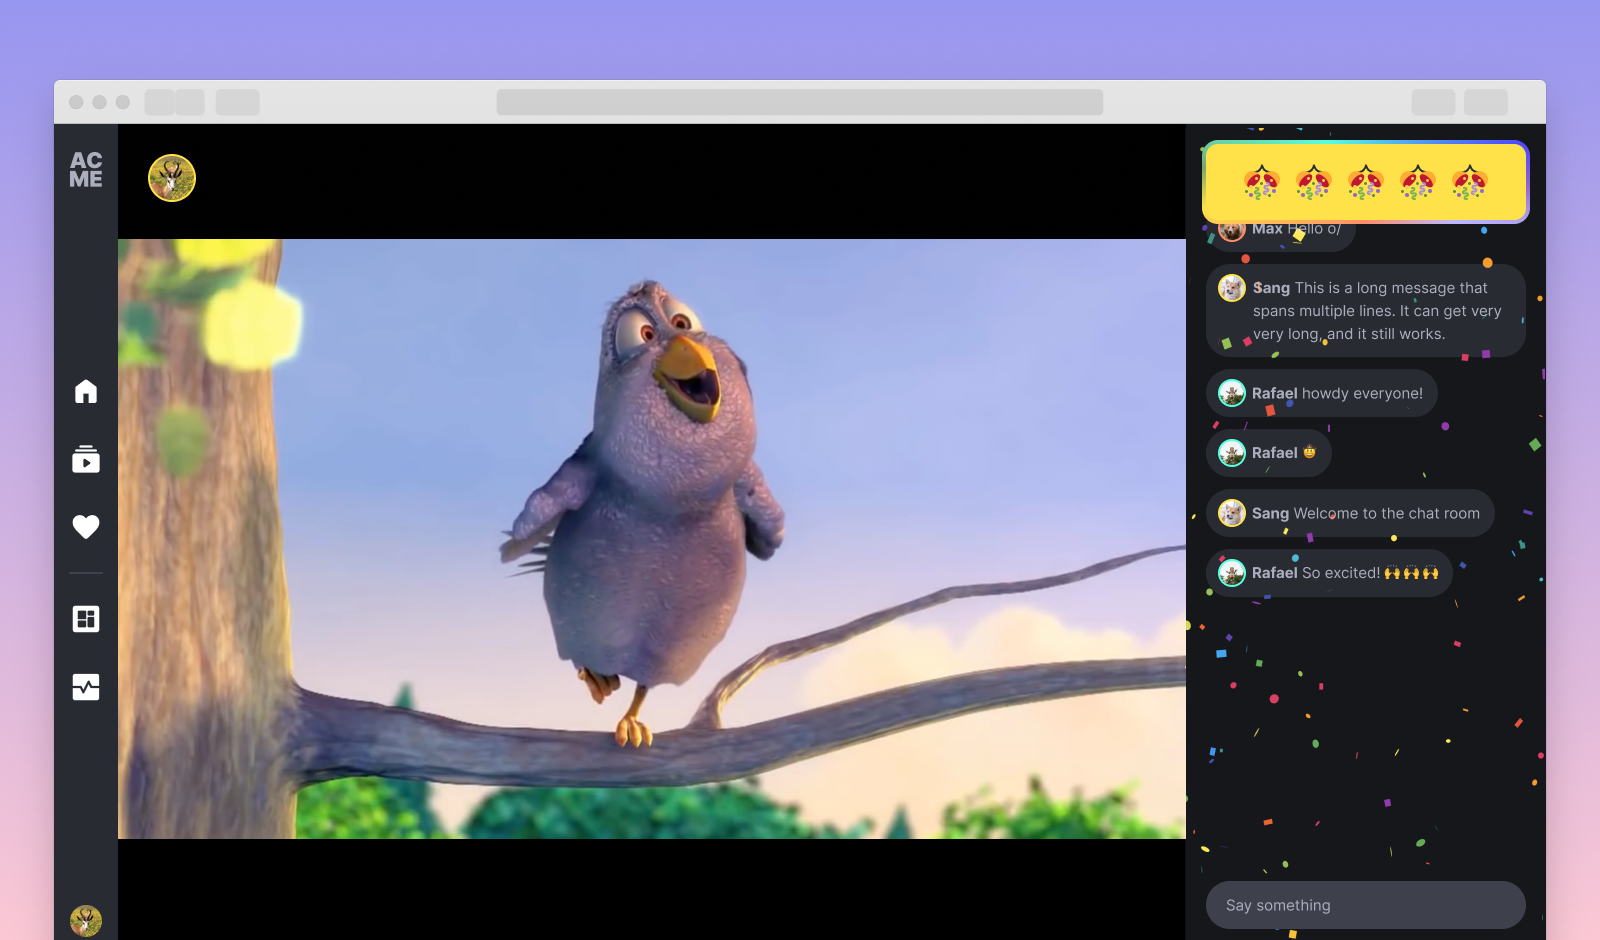 AC
ME
Max Hello o/
Sang This is a long message that
spans multiple lines. It can get very
very long, and it still works.
Rafael howdy everyone!
Rafael 🤠
Sang Welcome to the chat room
Rafael So excited! 🙌🙌🙌
Say something